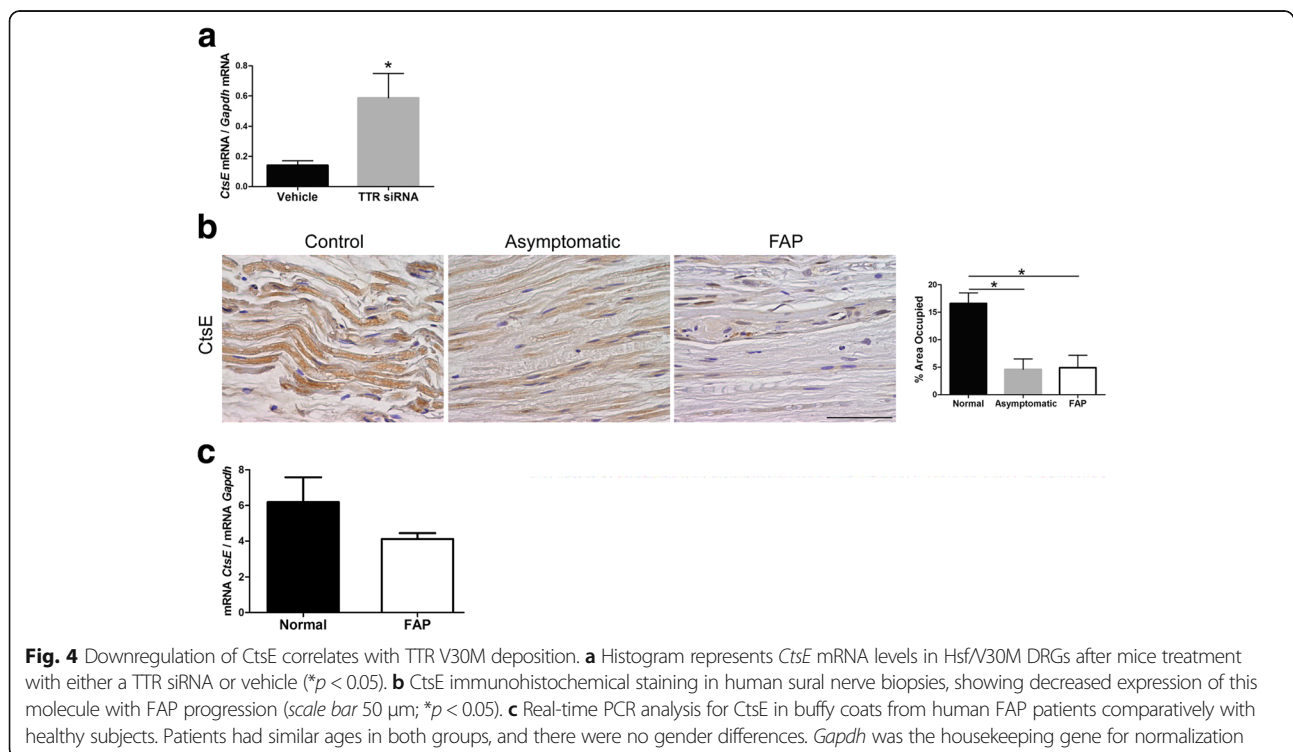 a
CtsE mRNA / Gapdh mRNA
0.8
0.6
0.4
0.2
0.0
*
Vehicle TTR siRNA
b
Control Asymptomatic FAP
CtsE
% Area Occupied
20
15
10
5
0
*
*
Normal Asymptomatic FAP
c
mRNA CtsE / mRNA Gapdh
8
6
4
2
0
Normal FAP
Fig. 4 Downregulation of CtsE correlates with TTR V30M deposition. a Histogram represents CtsE mRNA levels in Hsf/V30M DRGs after mice treatment
with either a TTR siRNA or vehicle (*p < 0.05). b CtsE immunohistochemical staining in human sural nerve biopsies, showing decreased expression of this
molecule with FAP progression (scale bar 50 μm; *p < 0.05). c Real-time PCR analysis for CtsE in buffy coats from human FAP patients comparatively with
healthy subjects. Patients had similar ages in both groups, and there were no gender differences. Gapdh was the housekeeping gene for normalization